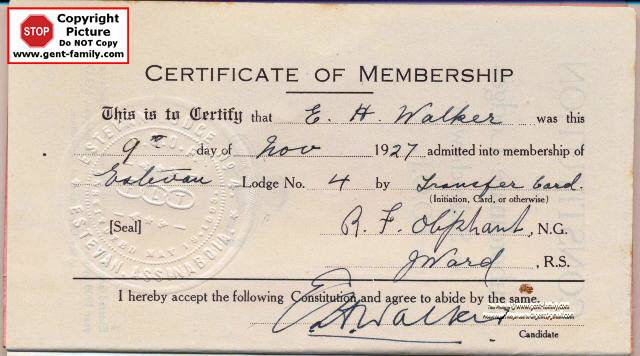 STOP
Copyright
Picture
Do NOT Copy
www.gent-family.com
CERTIFICATE OF MEMBERSHIP
This is to Certify that E. H. Walker was this
9th day of Nov 1927 admitted into membership of
Estevan Lodge No. 4 by Transfer Card.
(Initiation, Card, or otherwise)
[Seal] R. F. Oliphant, N.G.
J Ward, R.S.
I hereby accept the following Constitution and agree to abide by the same.
E H Walker
Candidate